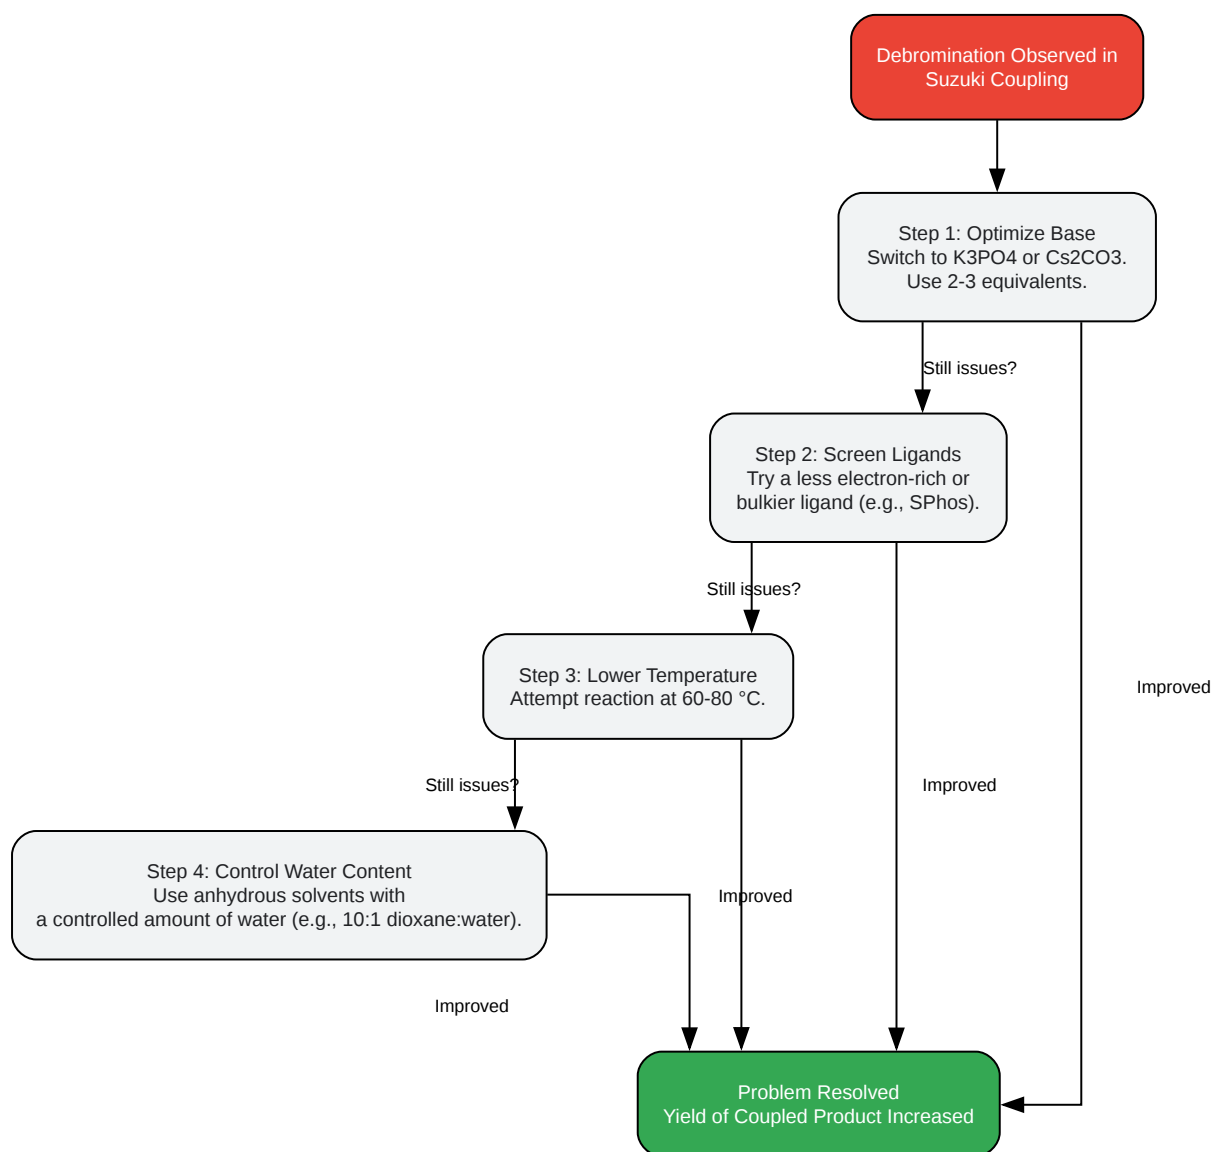 Debromination Observed in
Suzuki Coupling
Step 1: Optimize Base
Switch to K3PO4 or Cs2CO3.
Use 2-3 equivalents.
Still issues?
Step 2: Screen Ligands
Try a less electron-rich or
bulkier ligand (e.g., SPhos).
Still issues?
Step 3: Lower Temperature
Attempt reaction at 60-80 °C.
Improved
Still issues?
Improved
Step 4: Control Water Content
Use anhydrous solvents with
a controlled amount of water (e.g., 10:1 dioxane:water).
Improved
Improved
Problem Resolved
Yield of Coupled Product Increased